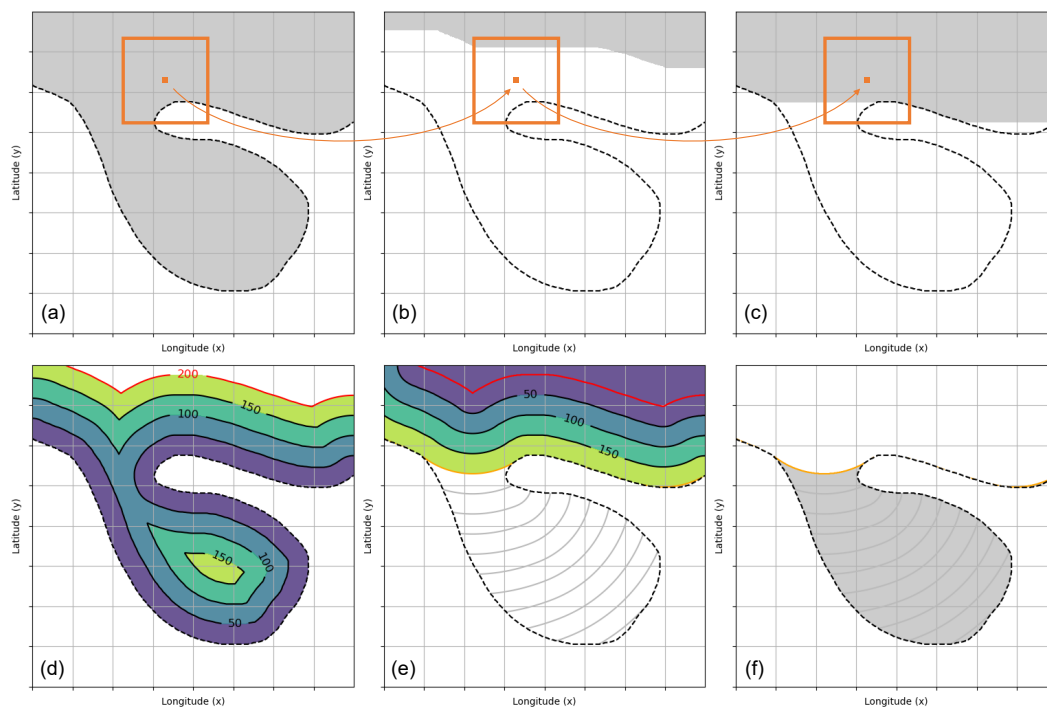 Latitude (y)
Latitude (y)
Latitude (y)
(a)
(b)
(c)
Longitude (x)
Longitude (x)
Longitude (x)
200
150
100
150
100
50
50
100
150
Latitude (y)
Latitude (y)
Latitude (y)
(d)
(e)
(f)
Longitude (x)
Longitude (x)
Longitude (x)